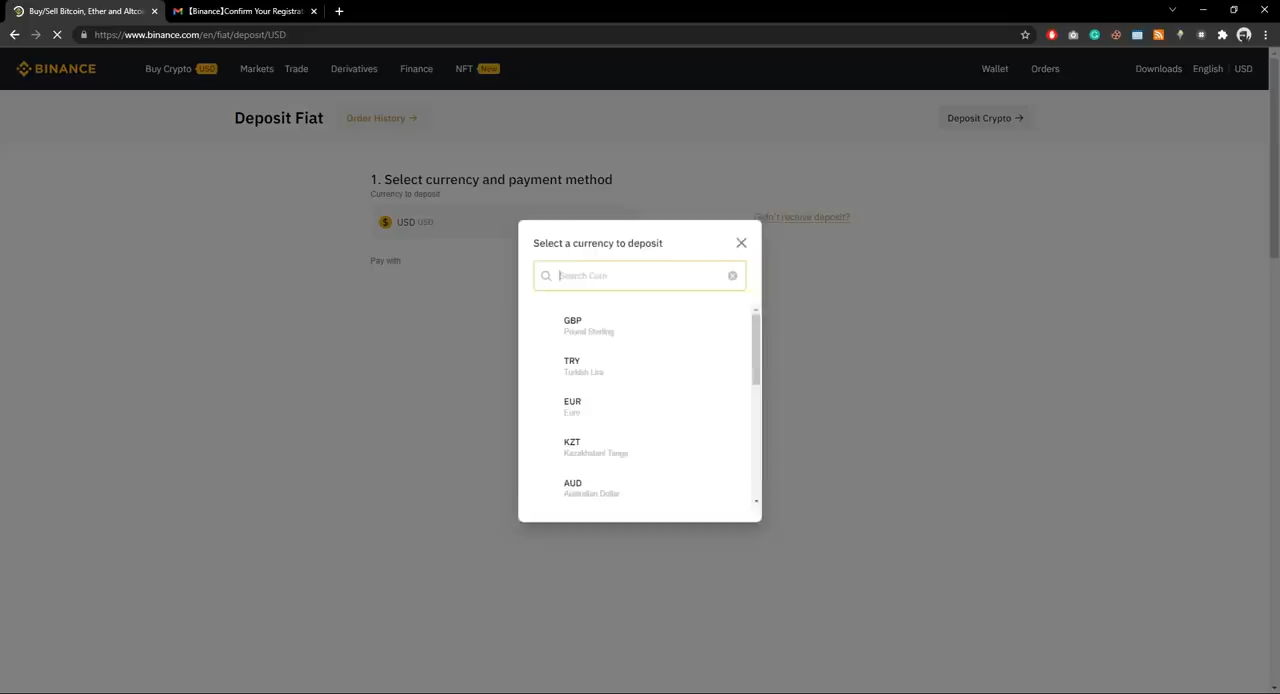 Buy/Sell Bitcoin, Ether and Altcoi
【Binance】Confirm Your Registrat
https://www.binance.com/en/fiat/deposit/USD
BINANCE
Buy Crypto USD
Markets
Trade
Derivatives
Finance
NFT New
Wallet
Orders
Downloads
English
USD
Deposit Fiat
Order History →
Deposit Crypto →
1. Select currency and payment method
Currency to deposit
$ USD USD
n't receive deposit?
Pay with
Select a currency to deposit
Search Coin
GBP
Pound Sterling
TRY
Turkish Lira
EUR
Euro
KZT
Kazakhstani Tenge
AUD
Australian Dollar